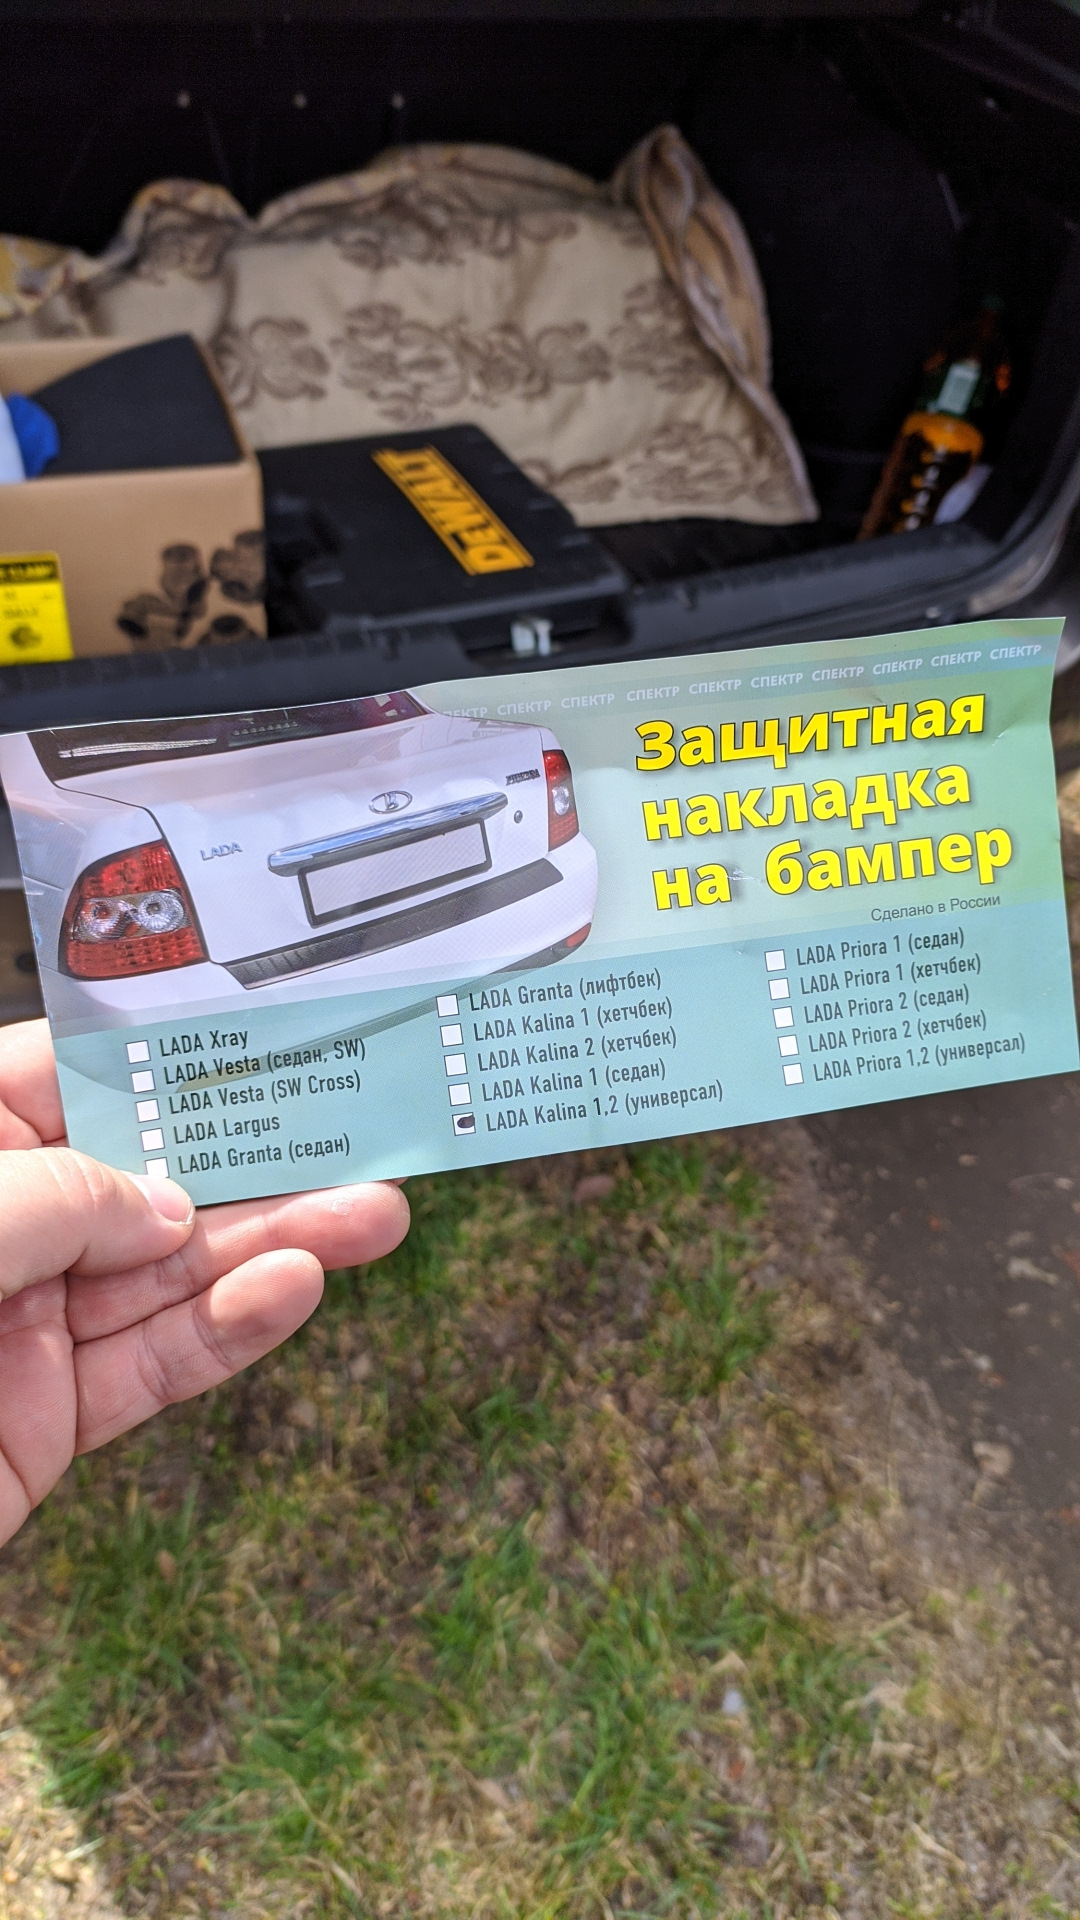 DEWALT
СПЕКТР СПЕКТР СПЕКТР СПЕКТР СПЕКТР СПЕКТР СПЕКТР СПЕКТР СПЕКТР
Защитная
накладка
на бампер
Сделано в России
LADA
LADA Xray
LADA Vesta (седан, SW)
LADA Vesta (SW Cross)
LADA Largus
LADA Granta (седан)
LADA Granta (лифтбек)
LADA Kalina 1 (хетчбек)
LADA Kalina 2 (хетчбек)
LADA Kalina 1 (седан)
LADA Kalina 1,2 (универсал)
LADA Priora 1 (седан)
LADA Priora 1 (хетчбек)
LADA Priora 2 (седан)
LADA Priora 2 (хетчбек)
LADA Priora 1,2 (универсал)